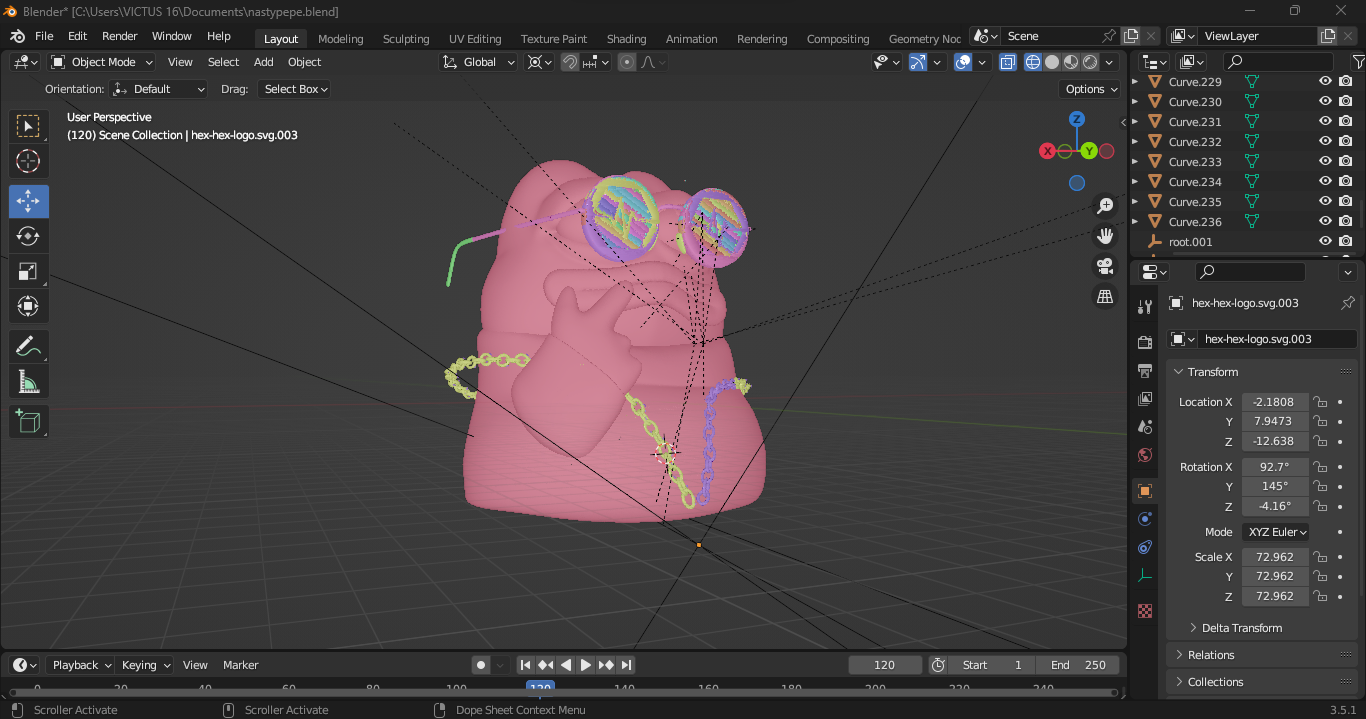 Blender* [C:\Users\VICTUS 16\Documents\nastypepe.blend]
File Edit Render Window Help Layout Modeling Sculpting UV Editing Texture Paint Shading Animation Rendering Compositing Geometry Noc Scene ViewLayer
Object Mode View Select Add Object Global
Orientation: Default Drag: Select Box Options
User Perspective
(120) Scene Collection | hex-hex-logo.svg.003
Z
X
Y
Curve.229
Curve.230
Curve.231
Curve.232
Curve.233
Curve.234
Curve.235
Curve.236
root.001
hex-hex-logo.svg.003
hex-hex-logo.svg.003
Transform
Location X -2.1808
Y 7.9473
Z -12.638
Rotation X 92.7°
Y 145°
Z -4.16°
Mode XYZ Euler
Scale X 72.962
Y 72.962
Z 72.962
Delta Transform
Relations
Collections
Playback Keying View Marker 120 Start 1 End 250
0 20 40 60 80 100 120 140 160 180 200 220 240
Scroller Activate Scroller Activate Dope Sheet Context Menu 3.5.1